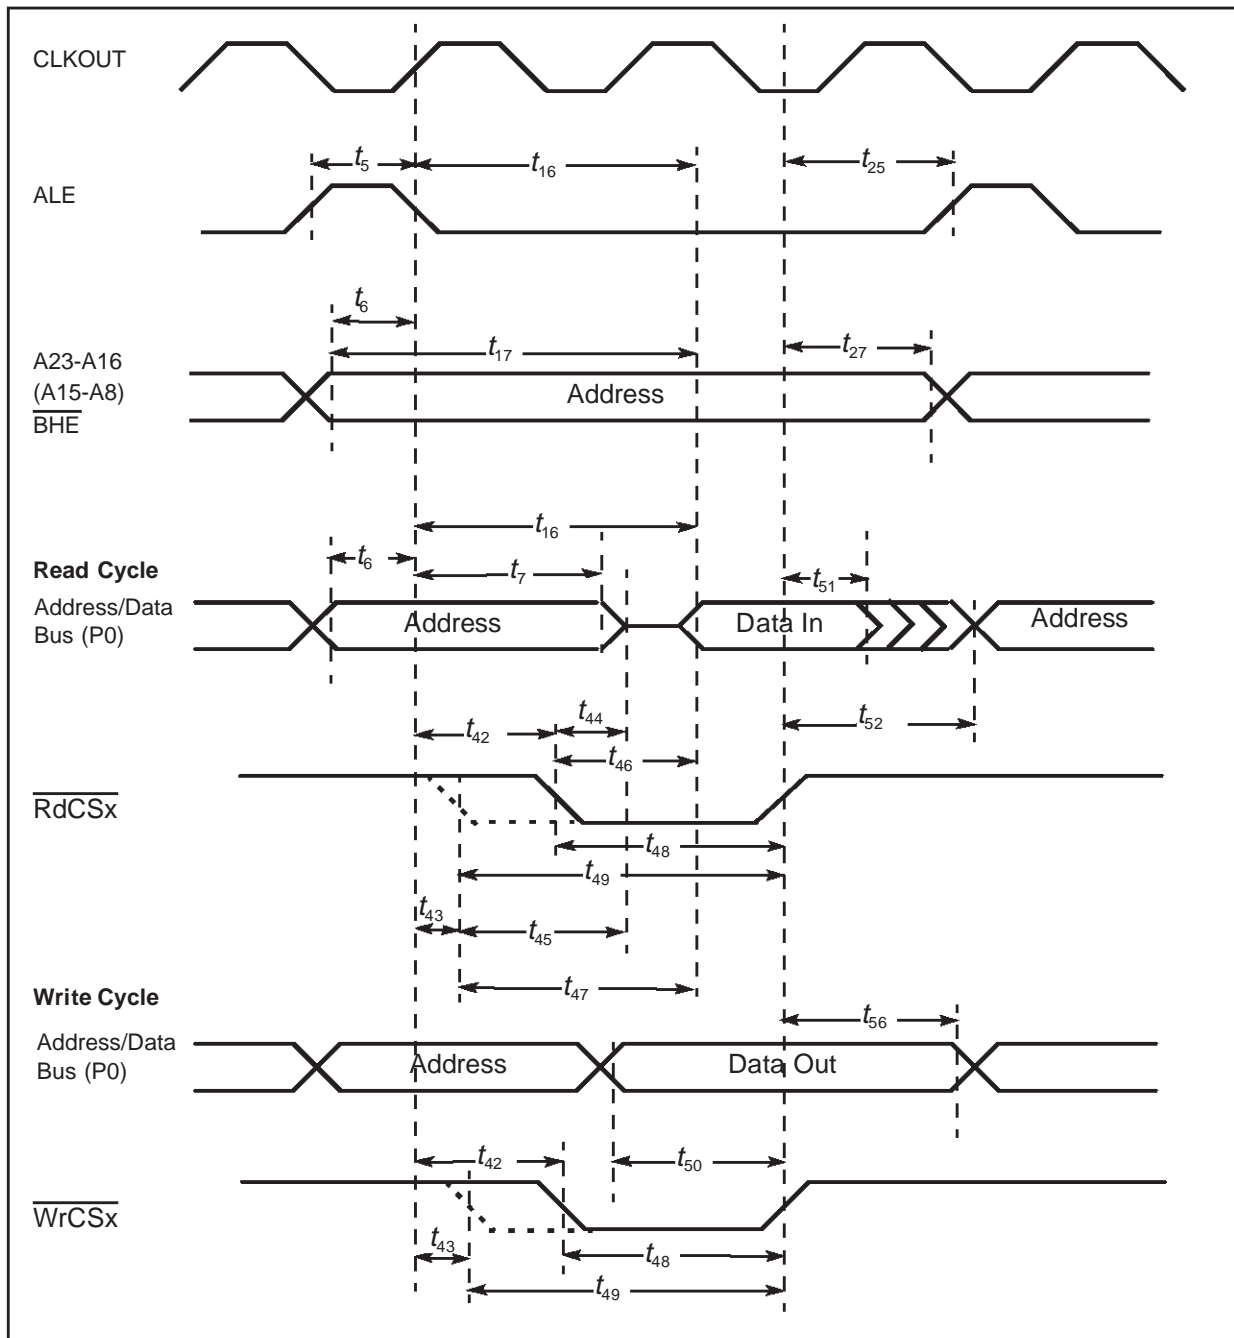 CLKOUT
t5
t16
t25
ALE
t6
t17
t27
A23-A16
(A15-A8)
BHE
Address
t16
Read Cycle
t6
t7
t51
Address/Data
Bus (P0)
Address
Data In
Address
t42
t44
t52
t46
RdCSx
t48
t49
t43
t45
t47
Write Cycle
t56
Address/Data
Bus (P0)
Address
Data Out
t42
t50
WrCSx
t43
t48
t49